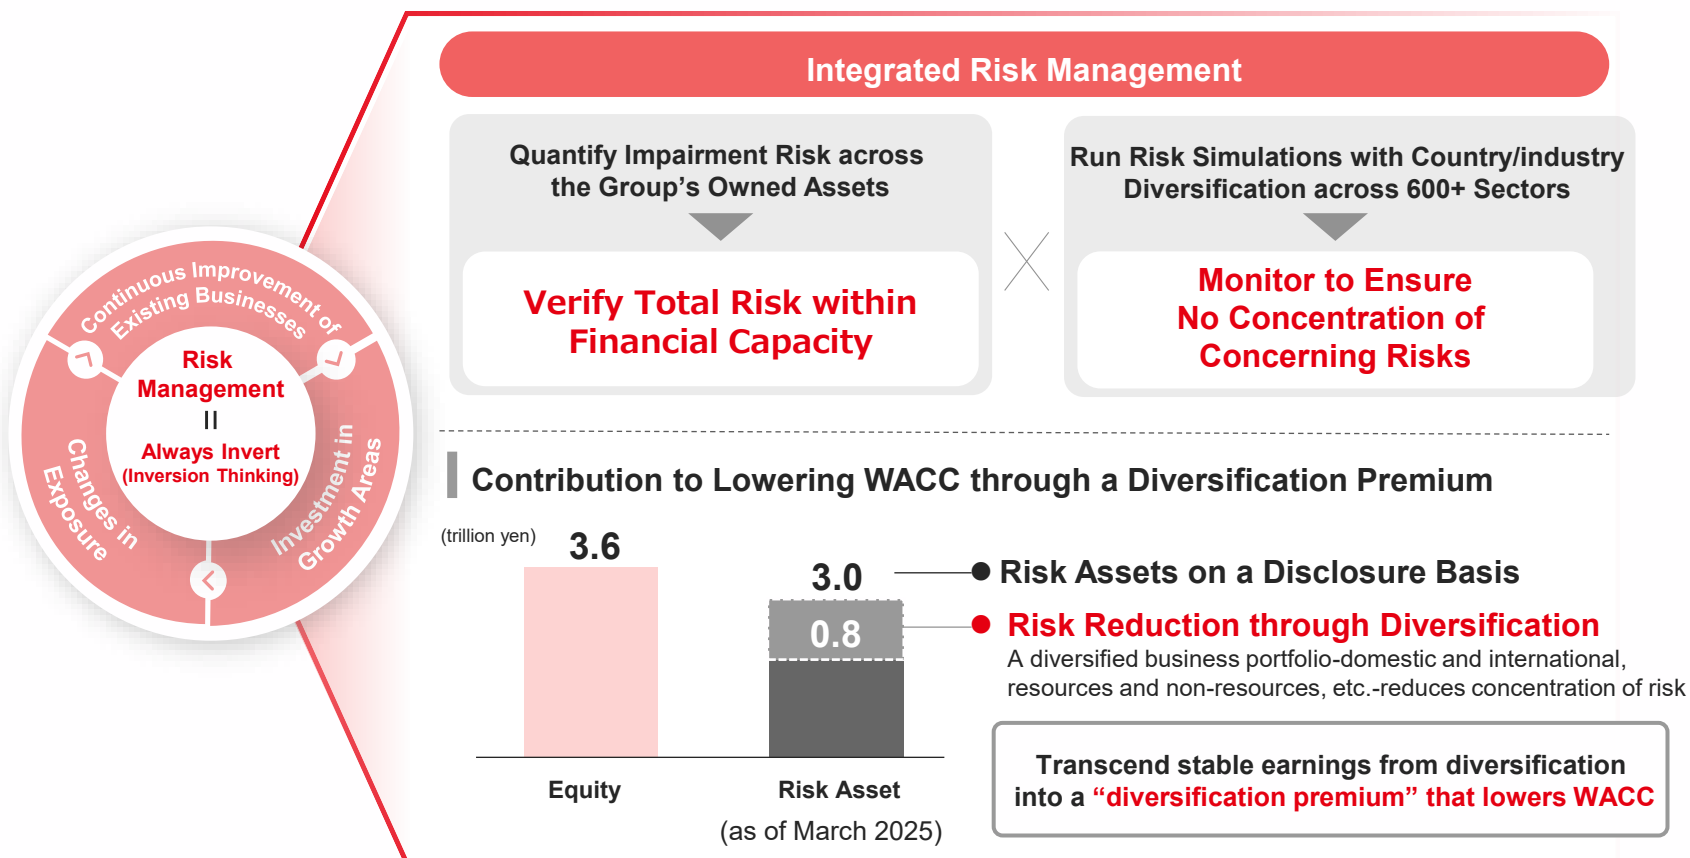 Integrated Risk Management
Quantify Impairment Risk across
the Group's Owned Assets
Verify Total Risk within
Financial Capacity
Run Risk Simulations with Country/industry
Diversification across 600+ Sectors
Monitor to Ensure
No Concentration of
Concerning Risks
Continuous Improvement of
Existing Businesses
Investment in
Growth Areas
Changes in
Exposure
Risk
Management
=
Always Invert
(Inversion Thinking)
Contribution to Lowering WACC through a Diversification Premium
(trillion yen)
3.6
3.0
0.8
Equity
Risk Asset
(as of March 2025)
Risk Assets on a Disclosure Basis
Risk Reduction through Diversification
A diversified business portfolio-domestic and international,
resources and non-resources, etc.-reduces concentration of risk
Transcend stable earnings from diversification
into a “diversification premium” that lowers WACC